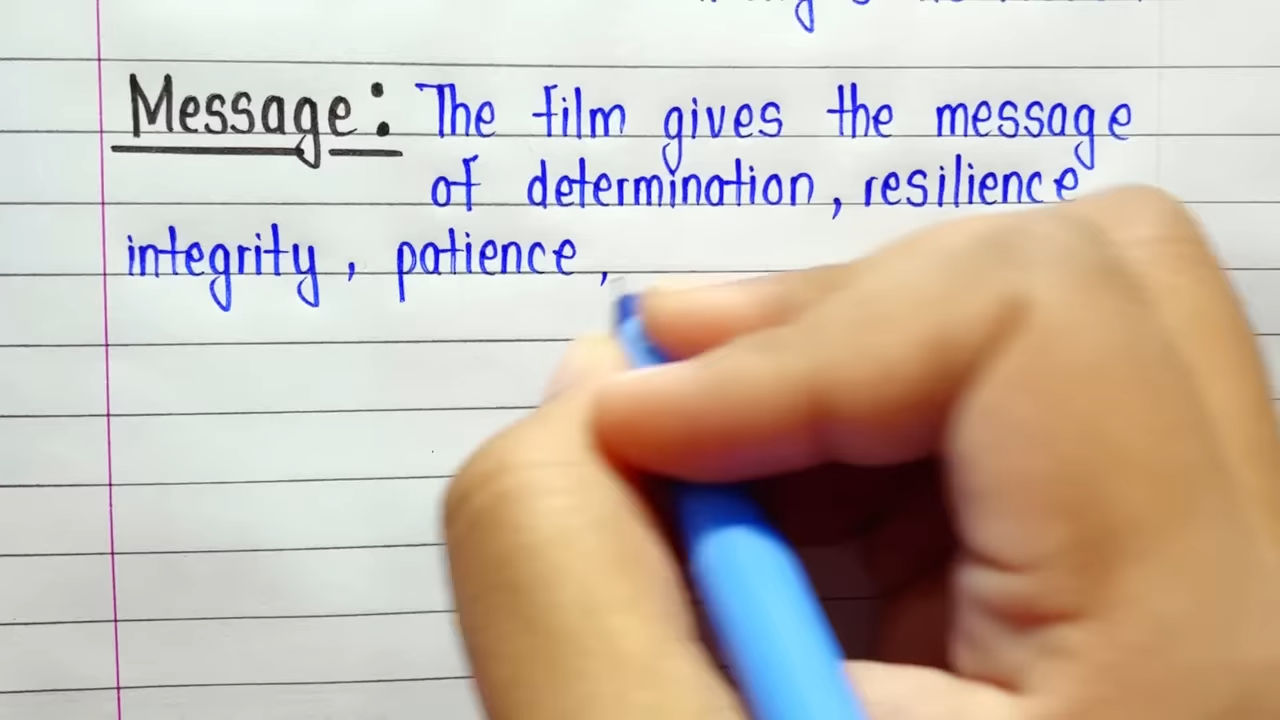 Message: The film gives the message
of determination, resilience
integrity, patience,